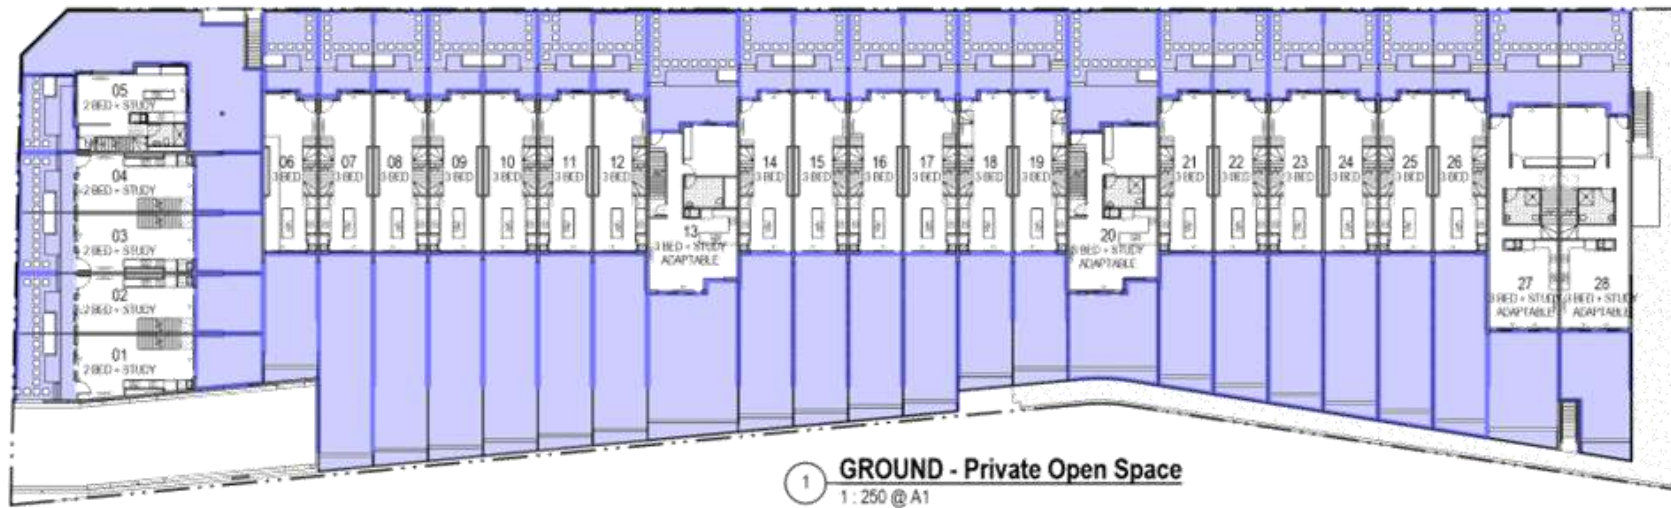 05
2 BED + STUDY
04
2 BED + STUDY
03
2 BED + STUDY
02
2 BED + STUDY
01
2 BED + STUDY
06
3 BED
07
3 BED
08
3 BED
09
3 BED
10
3 BED
11
3 BED
12
3 BED
13
3 BED + STUDY
ADAPTABLE
14
3 BED
15
3 BED
16
3 BED
17
3 BED
18
3 BED
19
3 BED
20
3 BED + STUDY
ADAPTABLE
21
3 BED
22
3 BED
23
3 BED
24
3 BED
25
3 BED
26
3 BED
27
3 BED + STUDY
ADAPTABLE
28
3 BED + STUDY
ADAPTABLE
1
GROUND - Private Open Space
1 : 250 @ A1